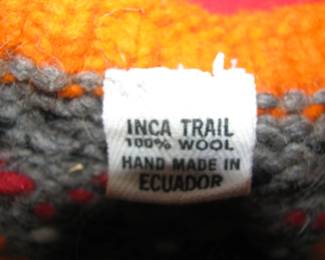 INCA TRAIL
100% WOOL
HAND MADE IN
ECUADOR